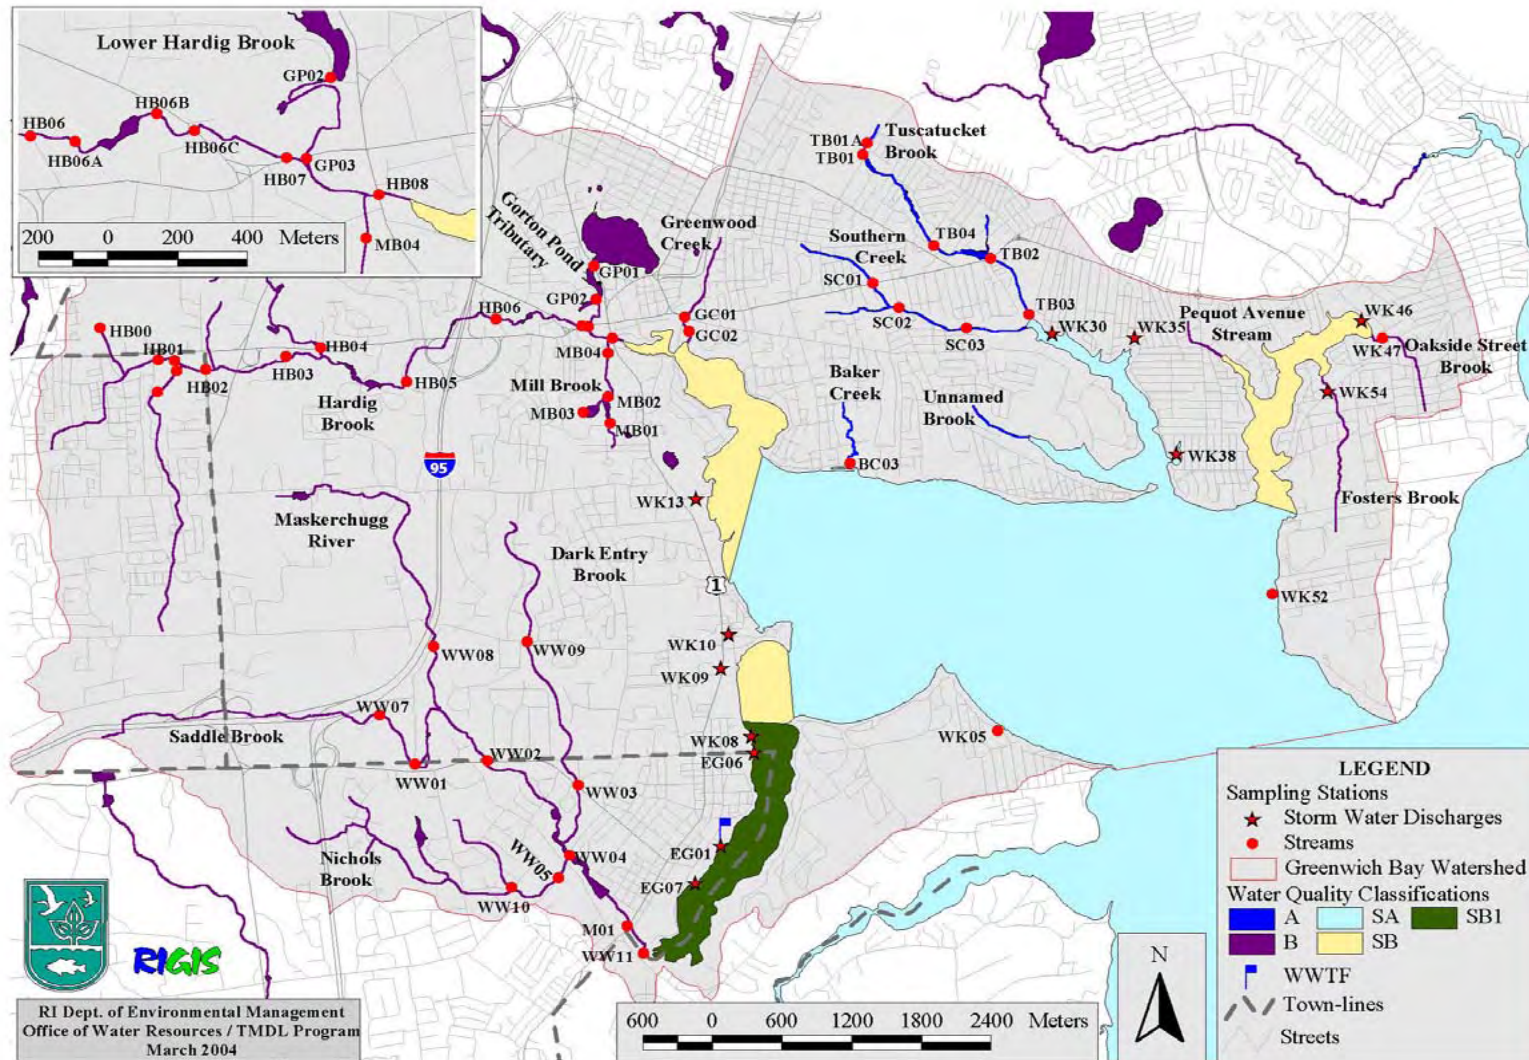 Lower Hardig Brook
GP02
HB06B
HB06
HB06A
HB06C
HB07
GP03
HB08
MB04
200 0 200 400 Meters
TB01A
TB01
Tuscatucket
Brook
Gorton Pond
Tributary
Greenwood
Creek
GP01
GP02
HB06
GC01
GC02
Southern
Creek
TB04
TB02
SC01
SC02
SC03
TB03
WK30
WK35
Pequot Avenue
Stream
WK46
WK47
Oakside Street
Brook
HB00
HB01
HB02
HB03
HB04
HB05
Hardig
Brook
MB04
Mill Brook
MB02
MB03
MB01
Baker
Creek
Unnamed
Brook
WK54
BC03
WK38
Fosters Brook
95
WK13
Maskerchugg
River
Dark Entry
Brook
1
WK52
WW08
WW09
WK10
WK09
WW07
Saddle Brook
WK08
EG06
WK05
WW01
WW02
WW03
Nichols
Brook
WW05
WW04
EG01
EG07
WW10
M01
WW11
LEGEND
Sampling Stations
Storm Water Discharges
Streams
Greenwich Bay Watershed
Water Quality Classifications
A SA SB1
B SB
WWTF
Town-lines
Streets
N
RIGIS
RI Dept. of Environmental Management
Office of Water Resources / TMDL Program
March 2004
600 0 600 1200 1800 2400 Meters